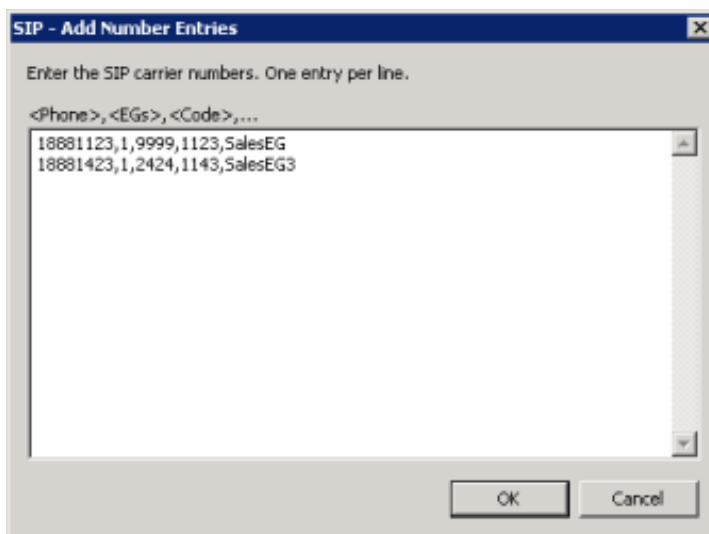 SIP - Add Number Entries
Enter the SIP carrier numbers. One entry per line.
<Phone>,<EGs>,<Code>,...
18881123,1,9999,1123,SalesEG
18881423,1,2424,1143,SalesEG3
OK
Cancel